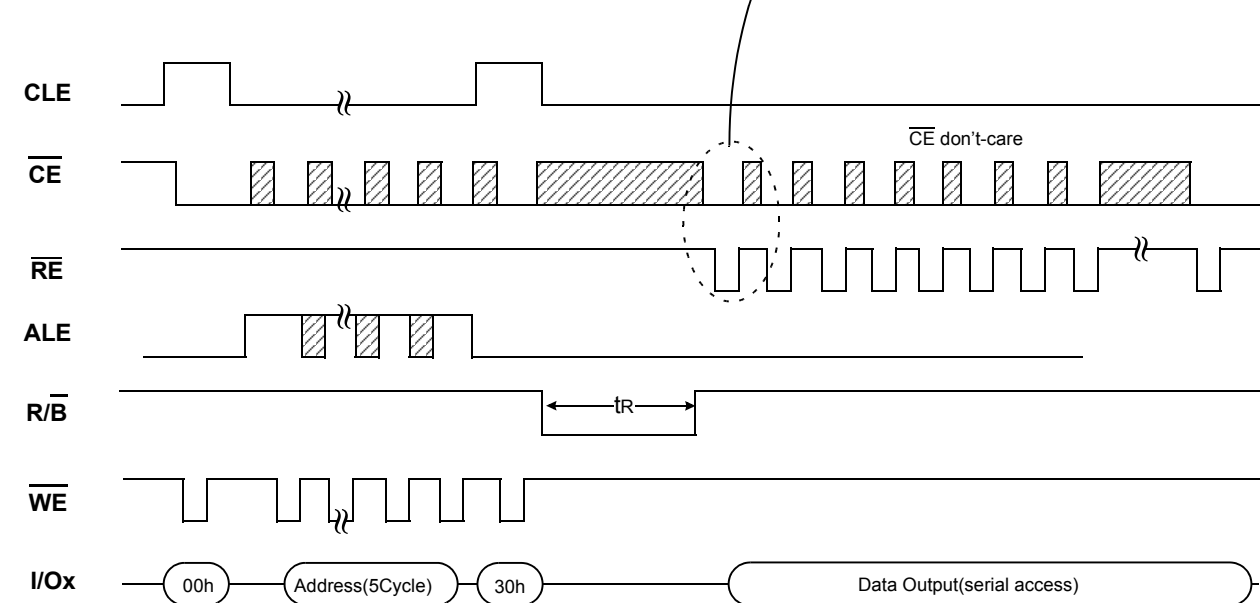 CLE
CE
CE don't-care
RE
ALE
R/B
tR
WE
I/Ox
00h
Address(5Cycle)
30h
Data Output(serial access)